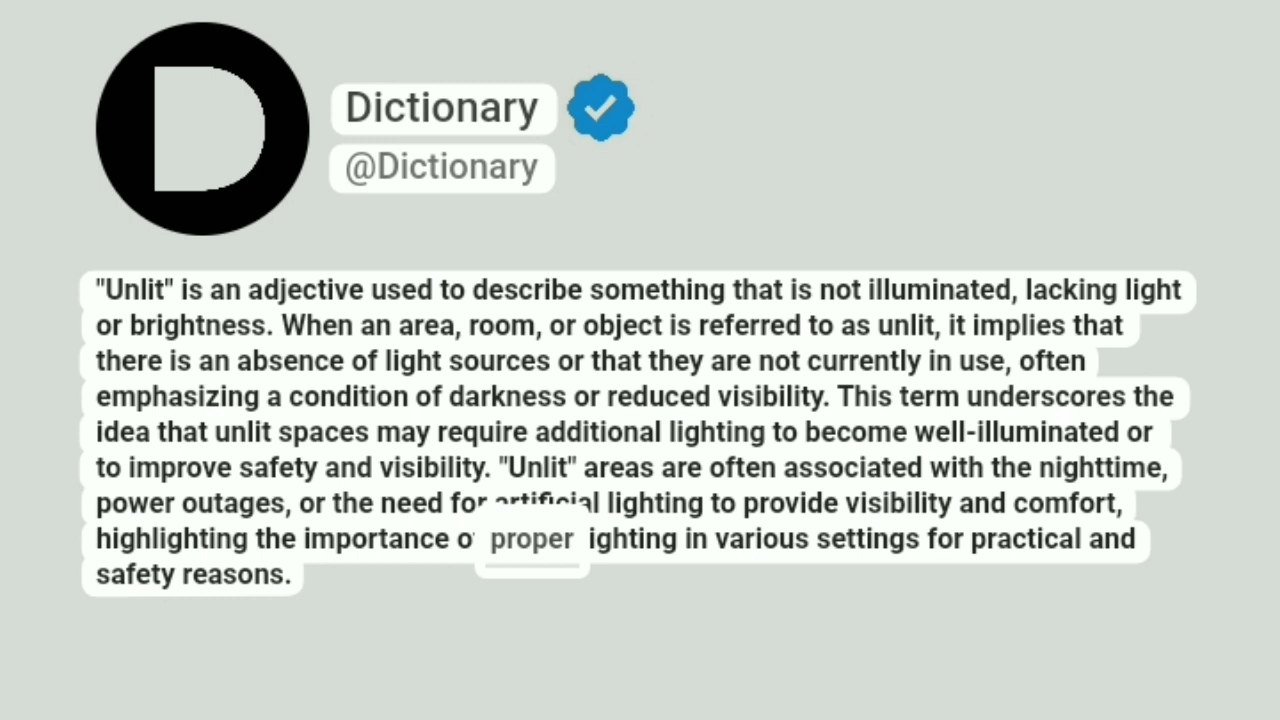 D
Dictionary
@Dictionary
"Unlit" is an adjective used to describe something that is not illuminated, lacking light
or brightness. When an area, room, or object is referred to as unlit, it implies that
there is an absence of light sources or that they are not currently in use, often
emphasizing a condition of darkness or reduced visibility. This term underscores the
idea that unlit spaces may require additional lighting to become well-illuminated or
to improve safety and visibility. "Unlit" areas are often associated with the nighttime,
power outages, or the need for artificial lighting to provide visibility and comfort,
highlighting the importance of proper lighting in various settings for practical and
safety reasons.